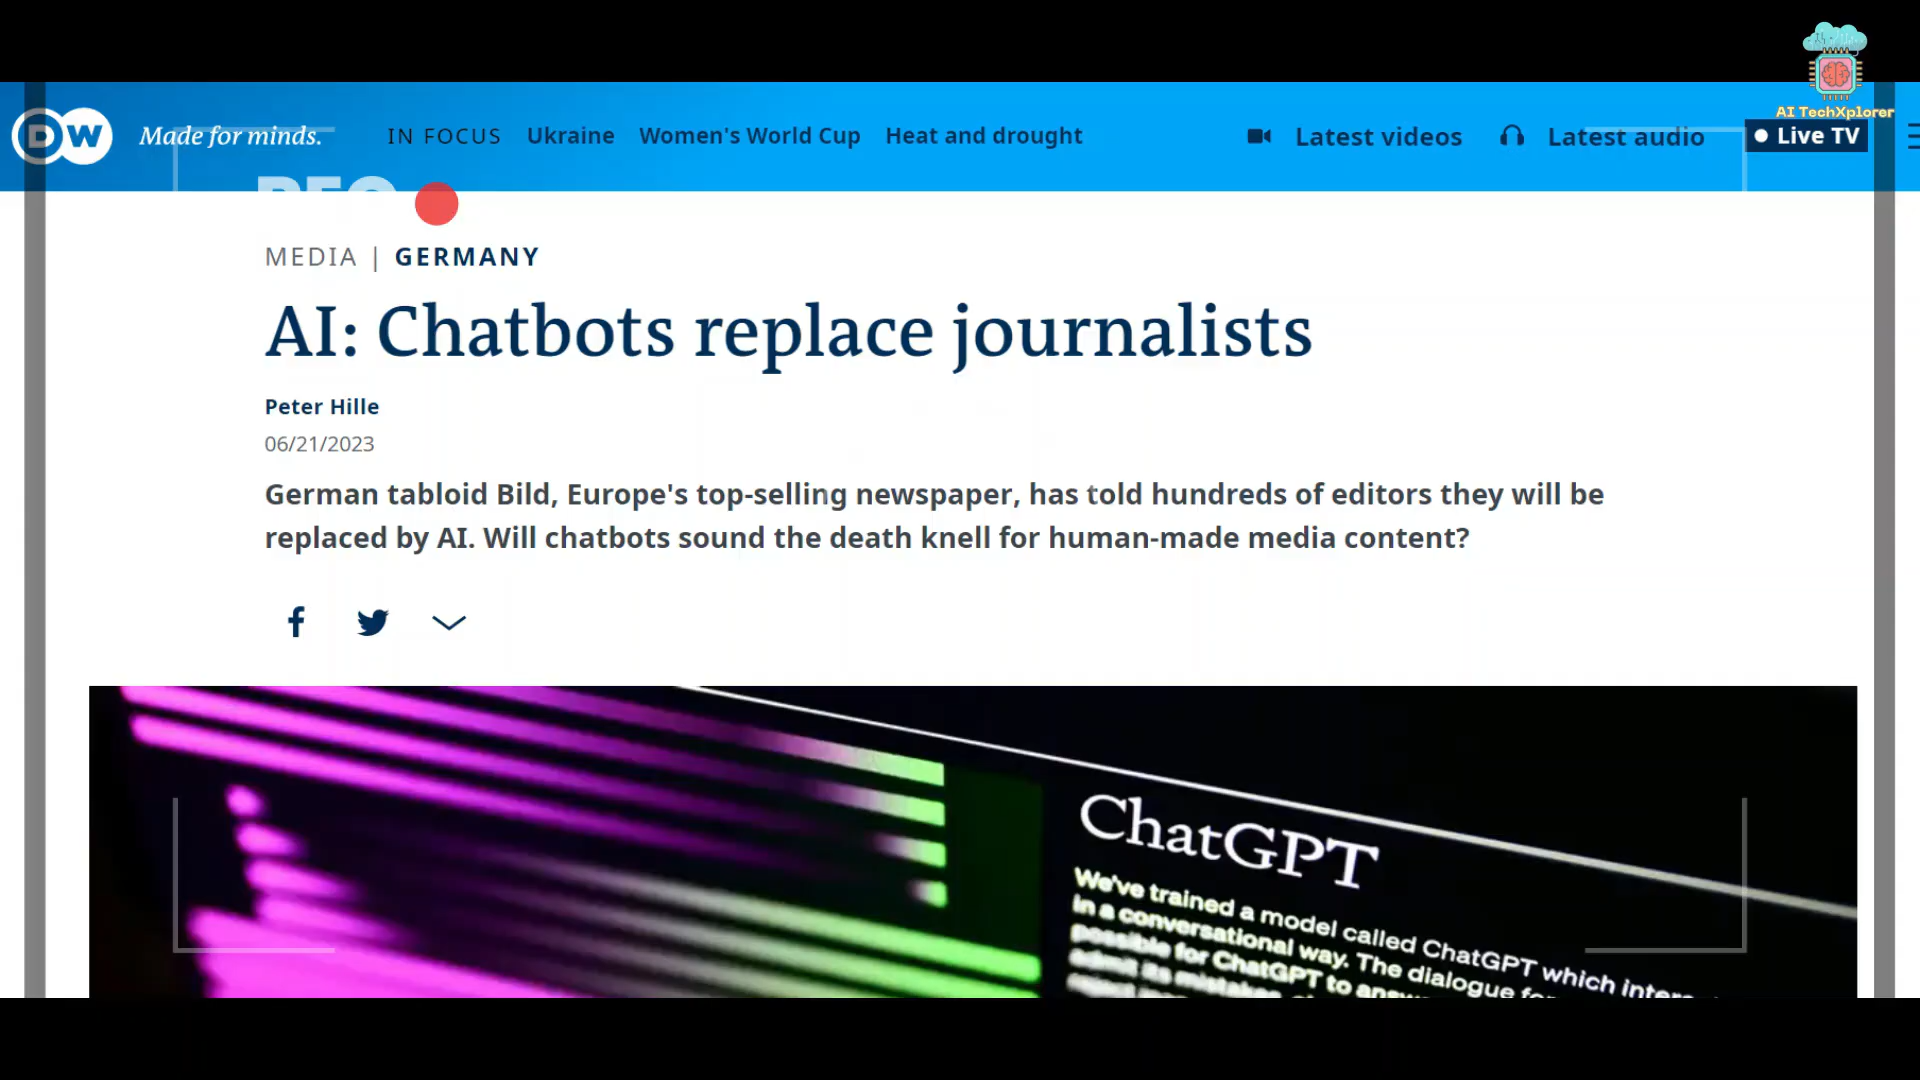 AI TechXplorer
DW Made for minds. IN FOCUS Ukraine Women's World Cup Heat and drought Latest videos Latest audio Live TV
REC
MEDIA | GERMANY
AI: Chatbots replace journalists
Peter Hille
06/21/2023
German tabloid Bild, Europe's top-selling newspaper, has told hundreds of editors they will be
replaced by AI. Will chatbots sound the death knell for human-made media content?
ChatGPT
We've trained a model called ChatGPT which
in a conversational way. The dialogue
possible for ChatGPT to
admit its mistakes,